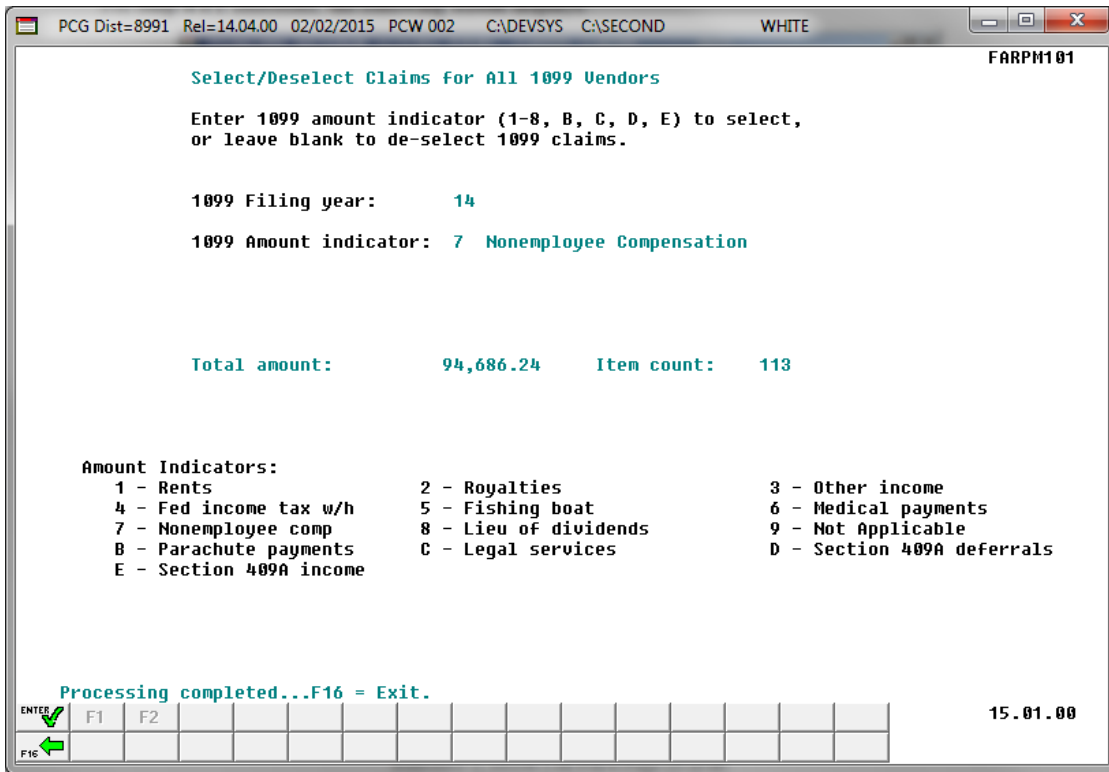 PCG Dist=8991 Rel=14.04.00 02/02/2015 PCW 002 C:\DEVSYS C:\SECOND WHITE
FARPM101
Select/Deselect Claims for All 1099 Vendors
Enter 1099 amount indicator (1-8, B, C, D, E) to select,
or leave blank to de-select 1099 claims.
1099 Filing year: 14
1099 Amount indicator: 7 Nonemployee Compensation
Total amount: 94,686.24 Item count: 113
Amount Indicators:
1 - Rents 2 - Royalties 3 - Other income
4 - Fed income tax w/h 5 - Fishing boat 6 - Medical payments
7 - Nonemployee comp 8 - Lieu of dividends 9 - Not Applicable
B - Parachute payments C - Legal services D - Section 409A deferrals
E - Section 409A income
Processing completed...F16 = Exit.
ENTER F1 F2 15.01.00
F16